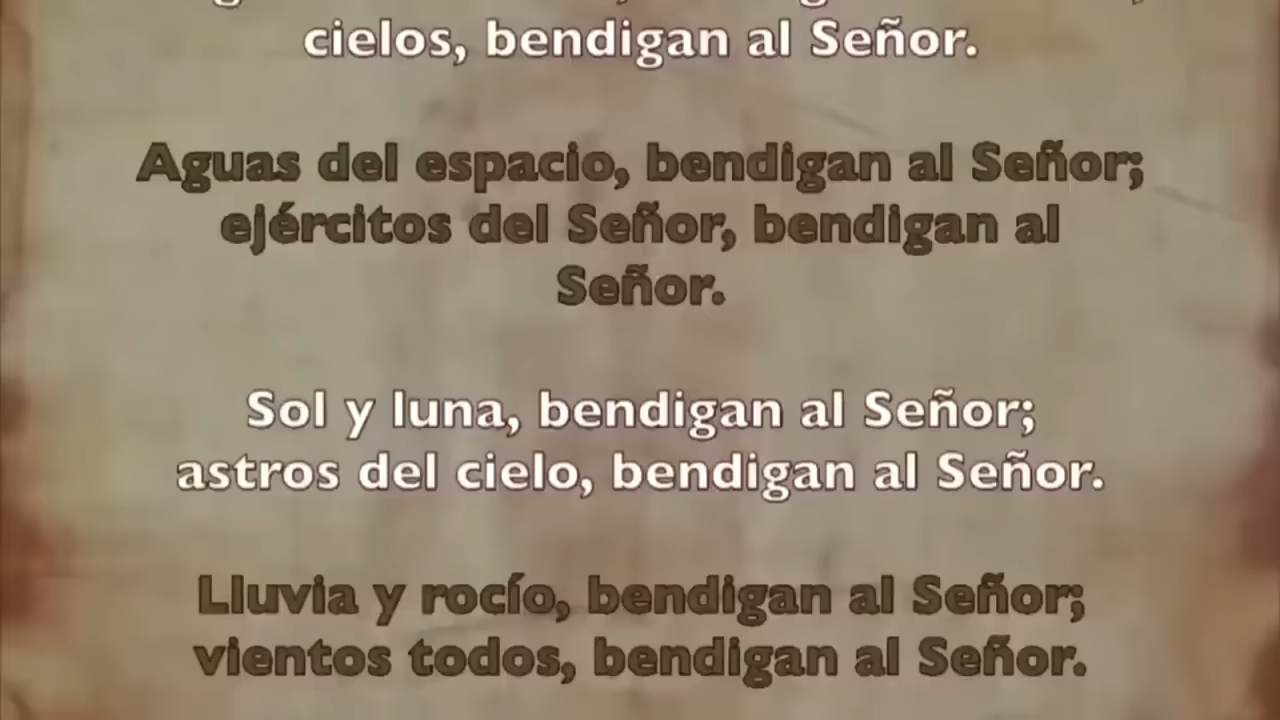 cielos, bendigan al Señor.
Aguas del espacio, bendigan al Señor;
ejércitos del Señor, bendigan al
Señor.
Sol y luna, bendigan al Señor;
astros del cielo, bendigan al Señor.
Lluvia y rocío, bendigan al Señor;
vientos todos, bendigan al Señor.